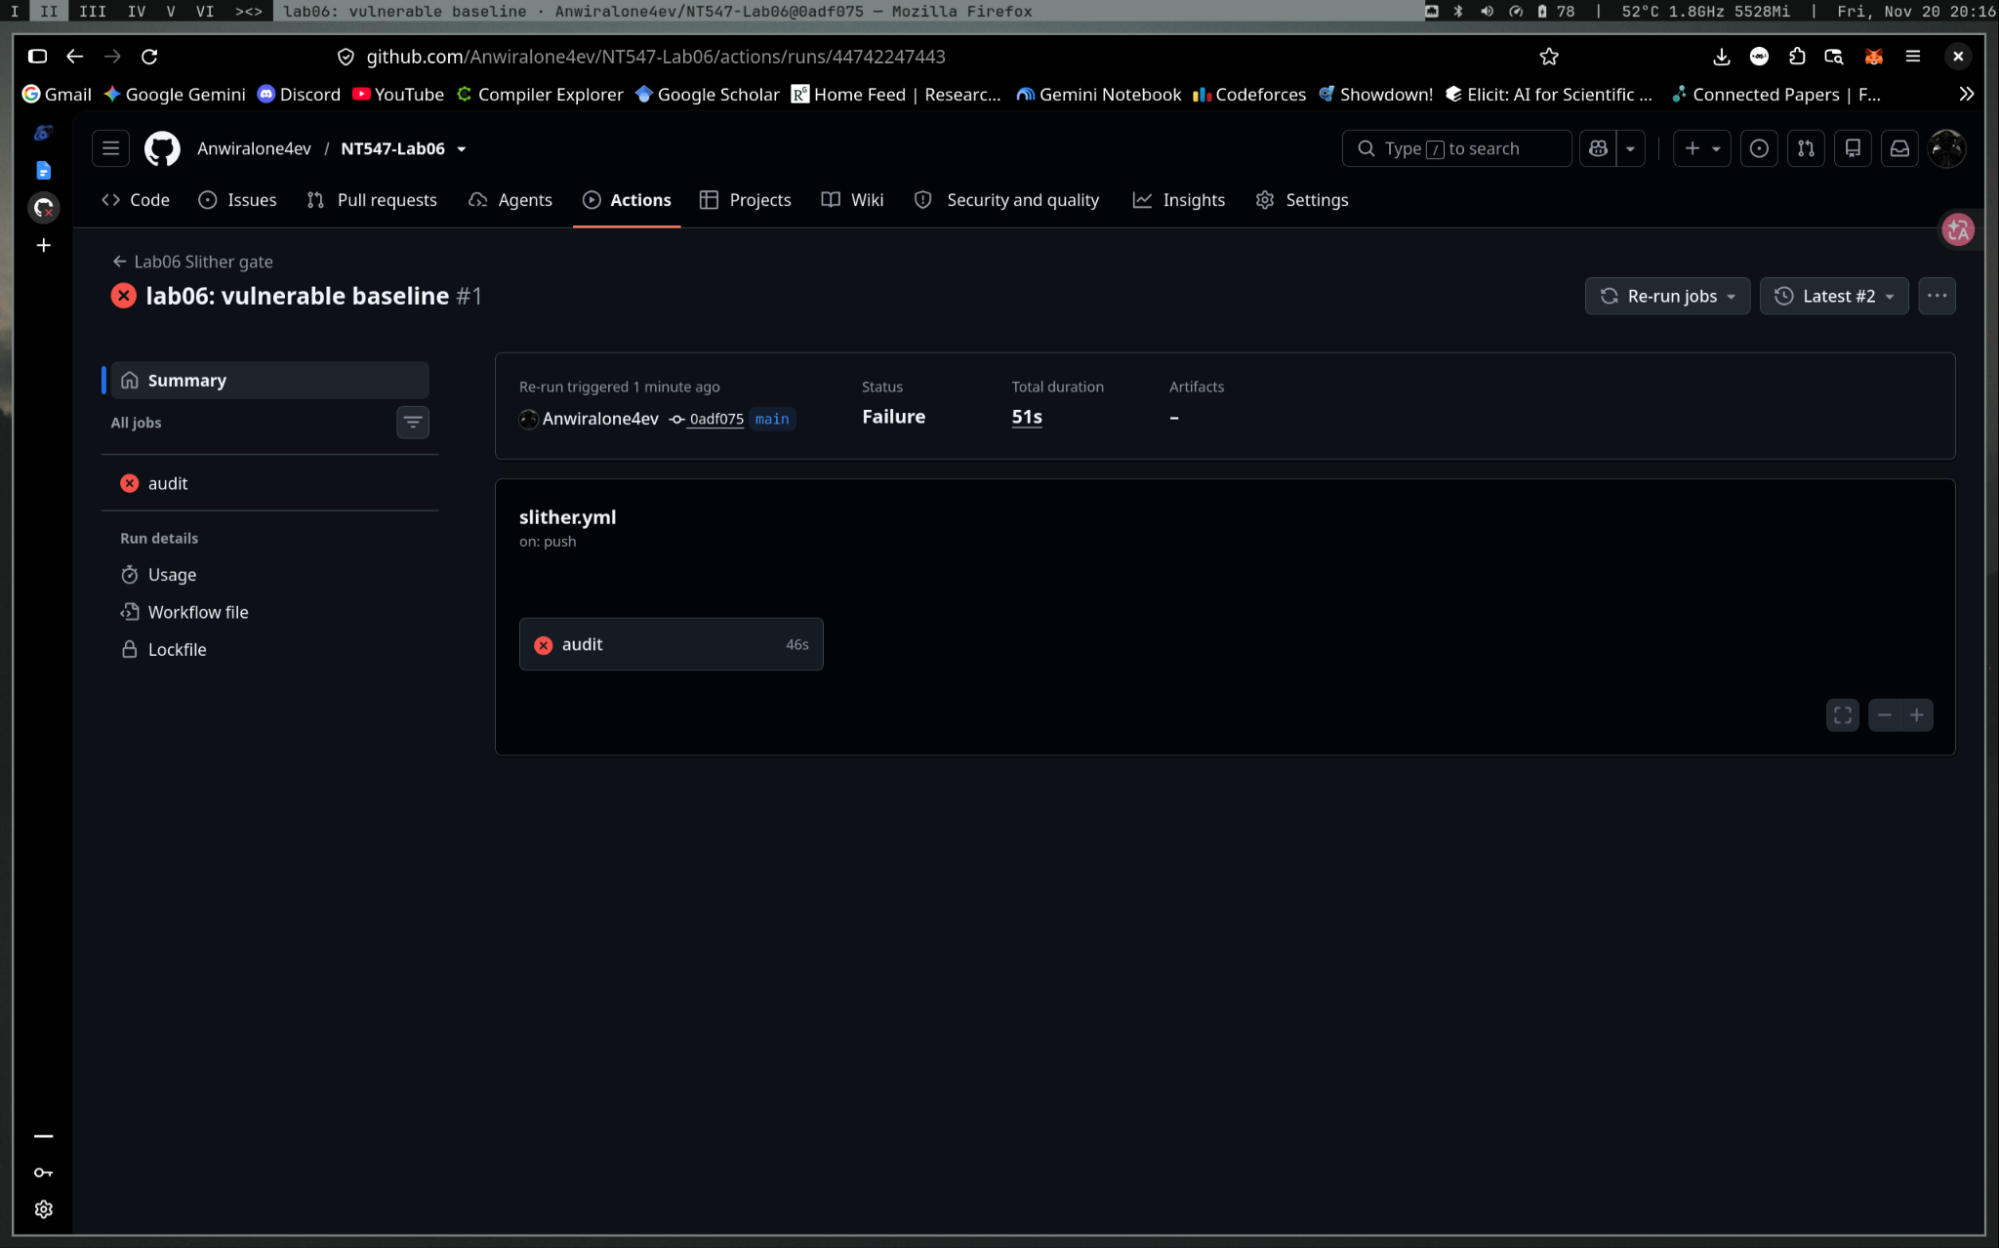 I II III IV V VI ><> lab06: vulnerable baseline · Anwiralone4ev/NT547-Lab06@0adf075 — Mozilla Firefox 78 | 52°C 1.8GHz 5528Mi | Fri, Nov 20 20:16
github.com/Anwiralone4ev/NT547-Lab06/actions/runs/44742247443
Gmail Google Gemini Discord YouTube Compiler Explorer Google Scholar Home Feed | Researc... Gemini Notebook Codeforces Showdown! Elicit: AI for Scientific ... Connected Papers | F...
Anwiralone4ev / NT547-Lab06 Type / to search
Code Issues Pull requests Agents Actions Projects Wiki Security and quality Insights Settings
Lab06 Slither gate
lab06: vulnerable baseline #1 Re-run jobs Latest #2
Summary
All jobs
audit
Run details
Usage
Workflow file
Lockfile
Re-run triggered 1 minute ago Status Total duration Artifacts
Anwiralone4ev 0adf075 main Failure 51s –
slither.yml
on: push
audit 46s